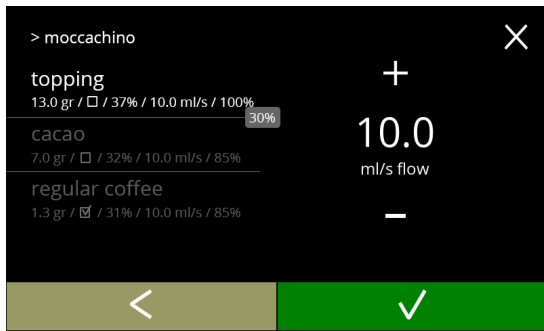 > moccachino
topping
13.0 gr / ☐ / 37% / 10.0 ml/s / 100%
30%
cacao
7.0 gr / ☐ / 32% / 10.0 ml/s / 85%
regular coffee
1.3 gr / ☑ / 31% / 10.0 ml/s / 85%
+
10.0
ml/s flow
-